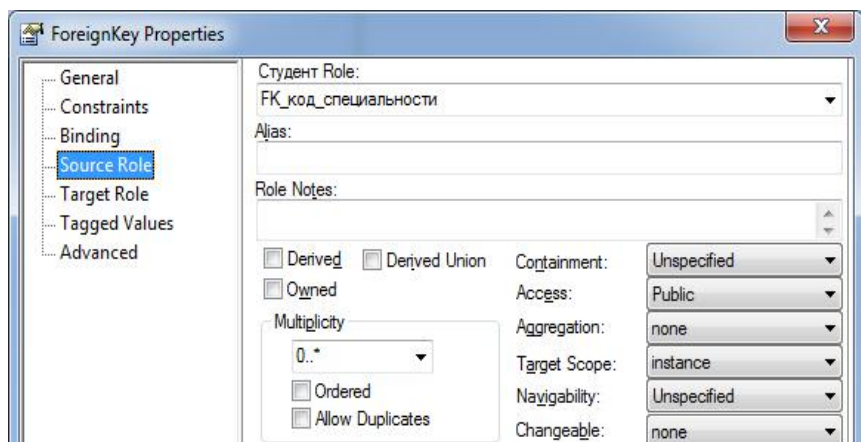 ForeignKey Properties
General
Constraints
Binding
Source Role
Target Role
Tagged Values
Advanced
Студент Role:
FK_код_специальности
Alias:
Role Notes:
Derived
Derived Union
Owned
Multiplicity
0..*
Ordered
Allow Duplicates
Containment: Unspecified
Access: Public
Aggregation: none
Target Scope: instance
Navigability: Unspecified
Changeable: none